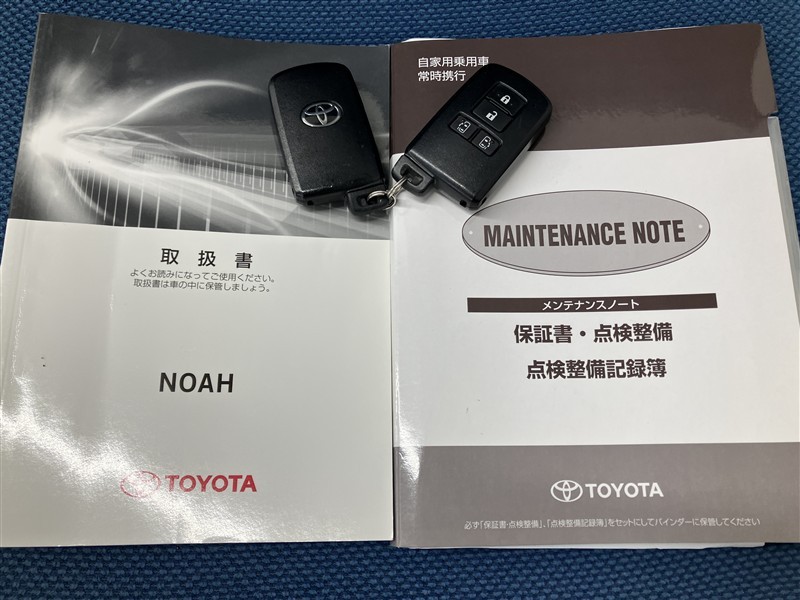 取扱書
よくお読みになってご使用ください。
取扱書は車の中に保管しましょう。
NOAH
TOYOTA
自家用乗用車
常時携行
MAINTENANCE NOTE
メンテナンスノート
保証書・点検整備
点検整備記録簿
TOYOTA
必ず「保証書・点検整備」、「点検整備記録簿」をセットにしてバインダーに保管してください